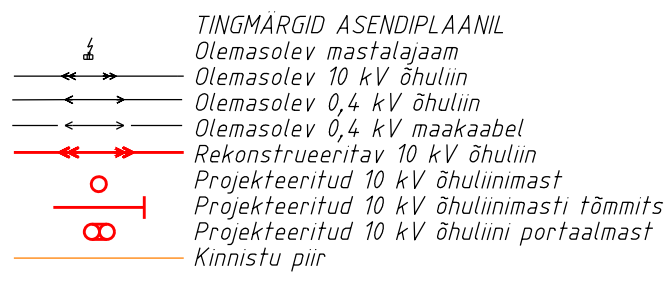 TINGMÄRGID ASENDIPLAANIL
Olemasolev mastalajaam
Olemasolev 10 kV õhuliin
Olemasolev 0,4 kV õhuliin
Olemasolev 0,4 kV maakaabel
Rekonstrueeritav 10 kV õhuliin
Projekteeritud 10 kV õhuliinimast
Projekteeritud 10 kV õhuliinimasti tõmmits
Projekteeritud 10 kV õhuliini portaalmast
Kinnistu piir